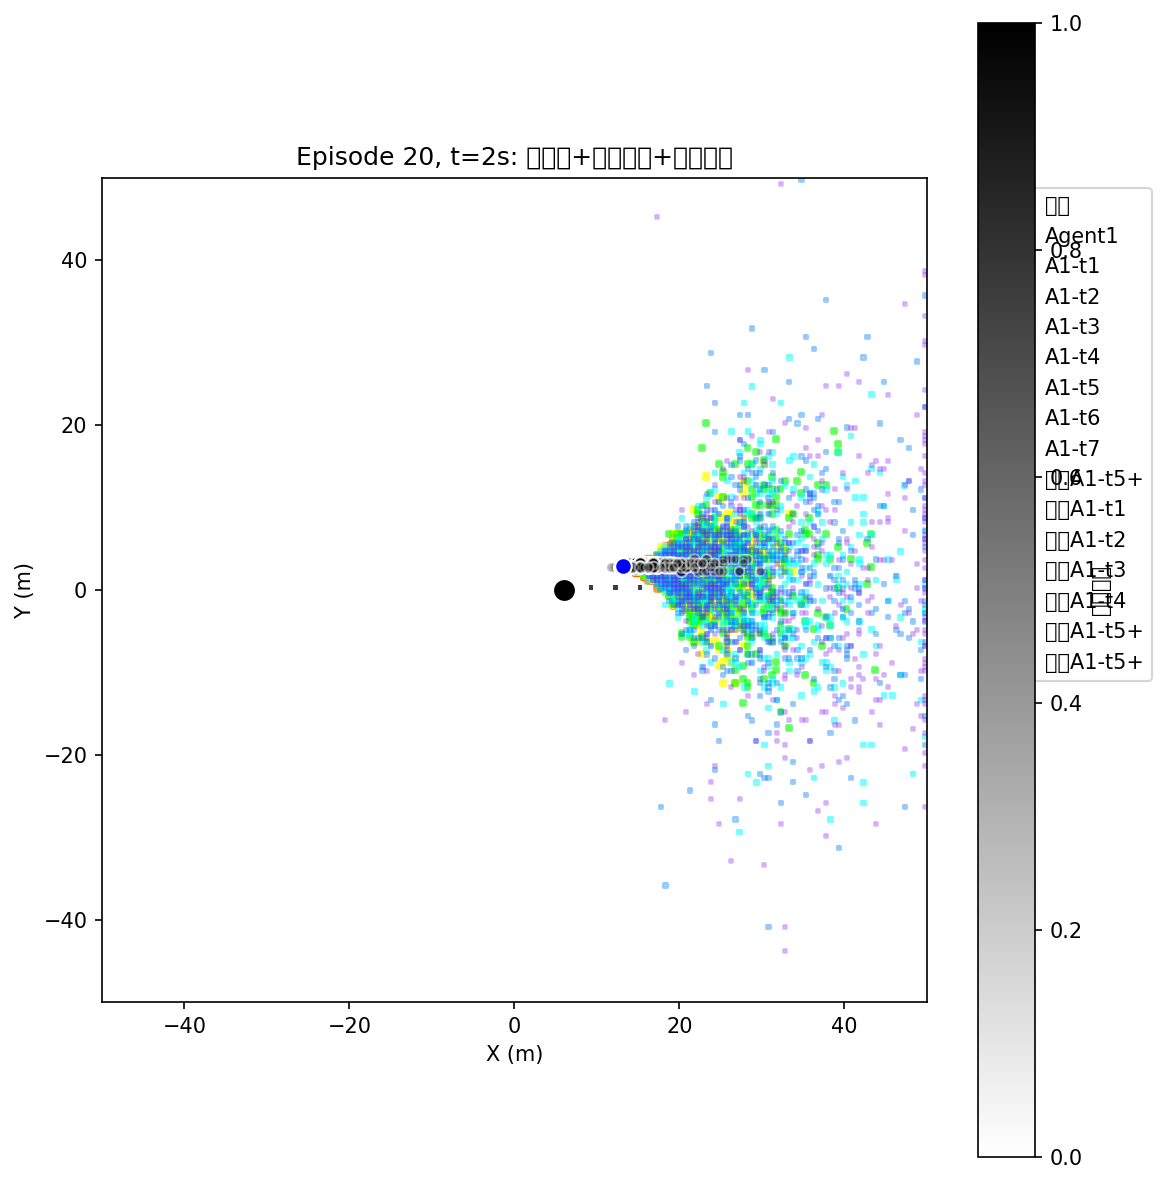 Episode 20, t=2s: □□□+□□□□+□□□□
40
20
0
−20
−40
−40
−20
0
20
40
X (m)
Y (m)
1.0
0.8
0.6
0.4
0.2
0.0
□□□
□□
Agent1
A1-t1
A1-t2
A1-t3
A1-t4
A1-t5
A1-t6
A1-t7
□□A1-t5+
□□A1-t1
□□A1-t2
□□A1-t3
□□A1-t4
□□A1-t5+
□□A1-t5+